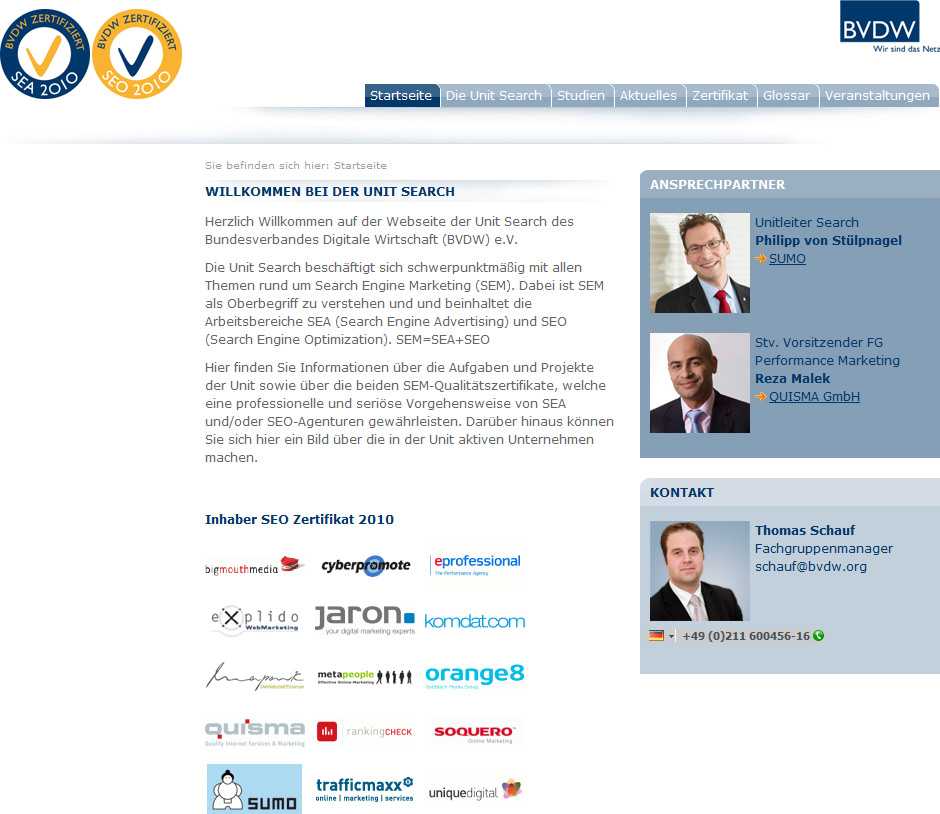 BVDW ZERTIFIZIERT
SEA 2010
BVDW ZERTIFIZIERT
SEO 2010
BVDW
Wir sind das Netz
Startseite Die Unit Search Studien Aktuelles Zertifikat Glossar Veranstaltungen
Sie befinden sich hier: Startseite
WILLKOMMEN BEI DER UNIT SEARCH
Herzlich Willkommen auf der Webseite der Unit Search des
Bundesverbandes Digitale Wirtschaft (BVDW) e.V.
Die Unit Search beschäftigt sich schwerpunktmäßig mit allen
Themen rund um Search Engine Marketing (SEM). Dabei ist SEM
als Oberbegriff zu verstehen und und beinhaltet die
Arbeitsbereiche SEA (Search Engine Advertising) und SEO
(Search Engine Optimization). SEM=SEA+SEO
Hier finden Sie Informationen über die Aufgaben und Projekte
der Unit sowie über die beiden SEM-Qualitätszertifikate, welche
eine professionelle und seriöse Vorgehensweise von SEA
und/oder SEO-Agenturen gewährleisten. Darüber hinaus können
Sie sich hier ein Bild über die in der Unit aktiven Unternehmen
machen.
Inhaber SEO Zertifikat 2010
bigmouthmedia cyberpromote eprofessional
The Performance Agency
explido jaron komdat.com
WebMarketing your digital marketing experts
metapeople orange8
Effective Online-Marketing Goldbach Media Group
quisma rankingCHECK SOQUERO
Quality Internet Services & Marketing Online Marketing
SUMO trafficmaxx uniquedigital
online | marketing | services
ANSPRECHPARTNER
Unitleiter Search
Philipp von Stülpnagel
SUMO
Stv. Vorsitzender FG
Performance Marketing
Reza Malek
QUISMA GmbH
KONTAKT
Thomas Schauf
Fachgruppenmanager
schauf@bvdw.org
+49 (0)211 600456-16